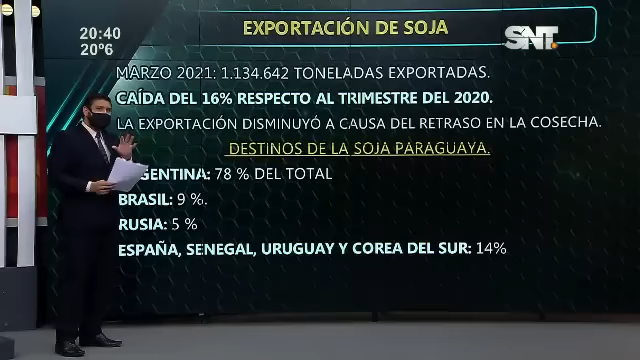 20:40
20°6
EXPORTACIÓN DE SOJA
SNT.
MARZO 2021: 1.134.642 TONELADAS EXPORTADAS.
CAÍDA DEL 16% RESPECTO AL TRIMESTRE DEL 2020.
LA EXPORTACIÓN DISMINUYÓ A CAUSA DEL RETRASO EN LA COSECHA.
DESTINOS DE LA SOJA PARAGUAYA.
GENTINA: 78 % DEL TOTAL
BRASIL: 9 %.
RUSIA: 5 %
ESPAÑA, SENEGAL, URUGUAY Y COREA DEL SUR: 14%